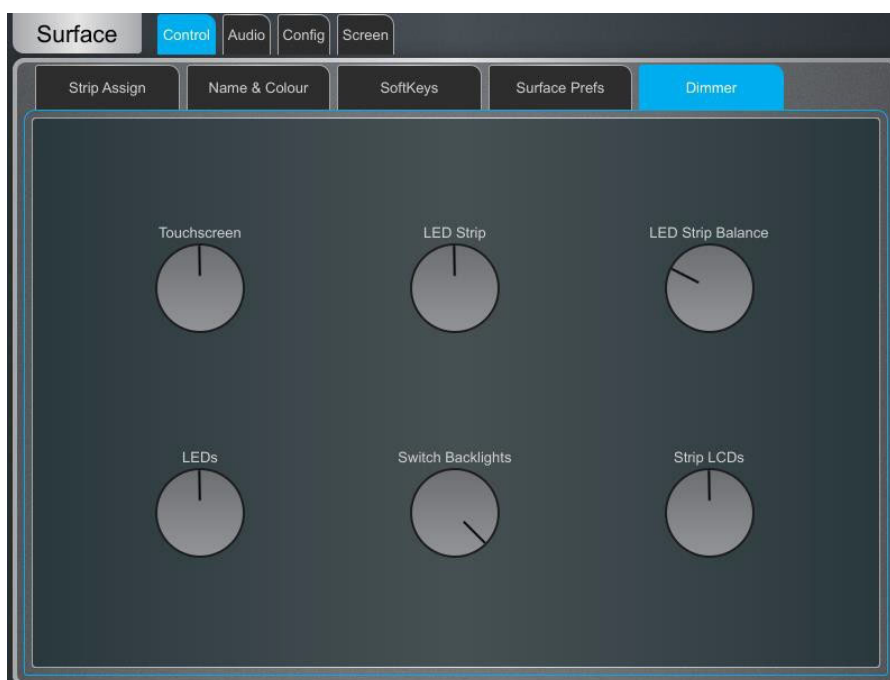 Surface
Control
Audio
Config
Screen
Strip Assign
Name & Colour
SoftKeys
Surface Prefs
Dimmer
Touchscreen
LED Strip
LED Strip Balance
LEDs
Switch Backlights
Strip LCDs